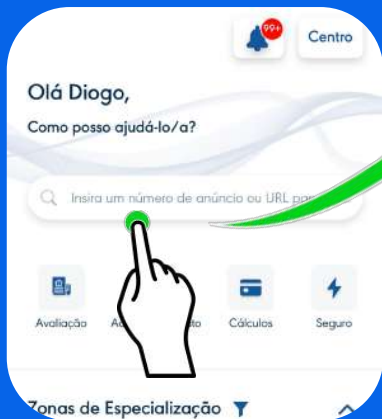 99+
Centro
Olá Diogo,
Como posso ajudá-lo/a?
Insira um número de anúncio ou URL
Avaliação
Cálculos
Seguro
Zonas de Especialização